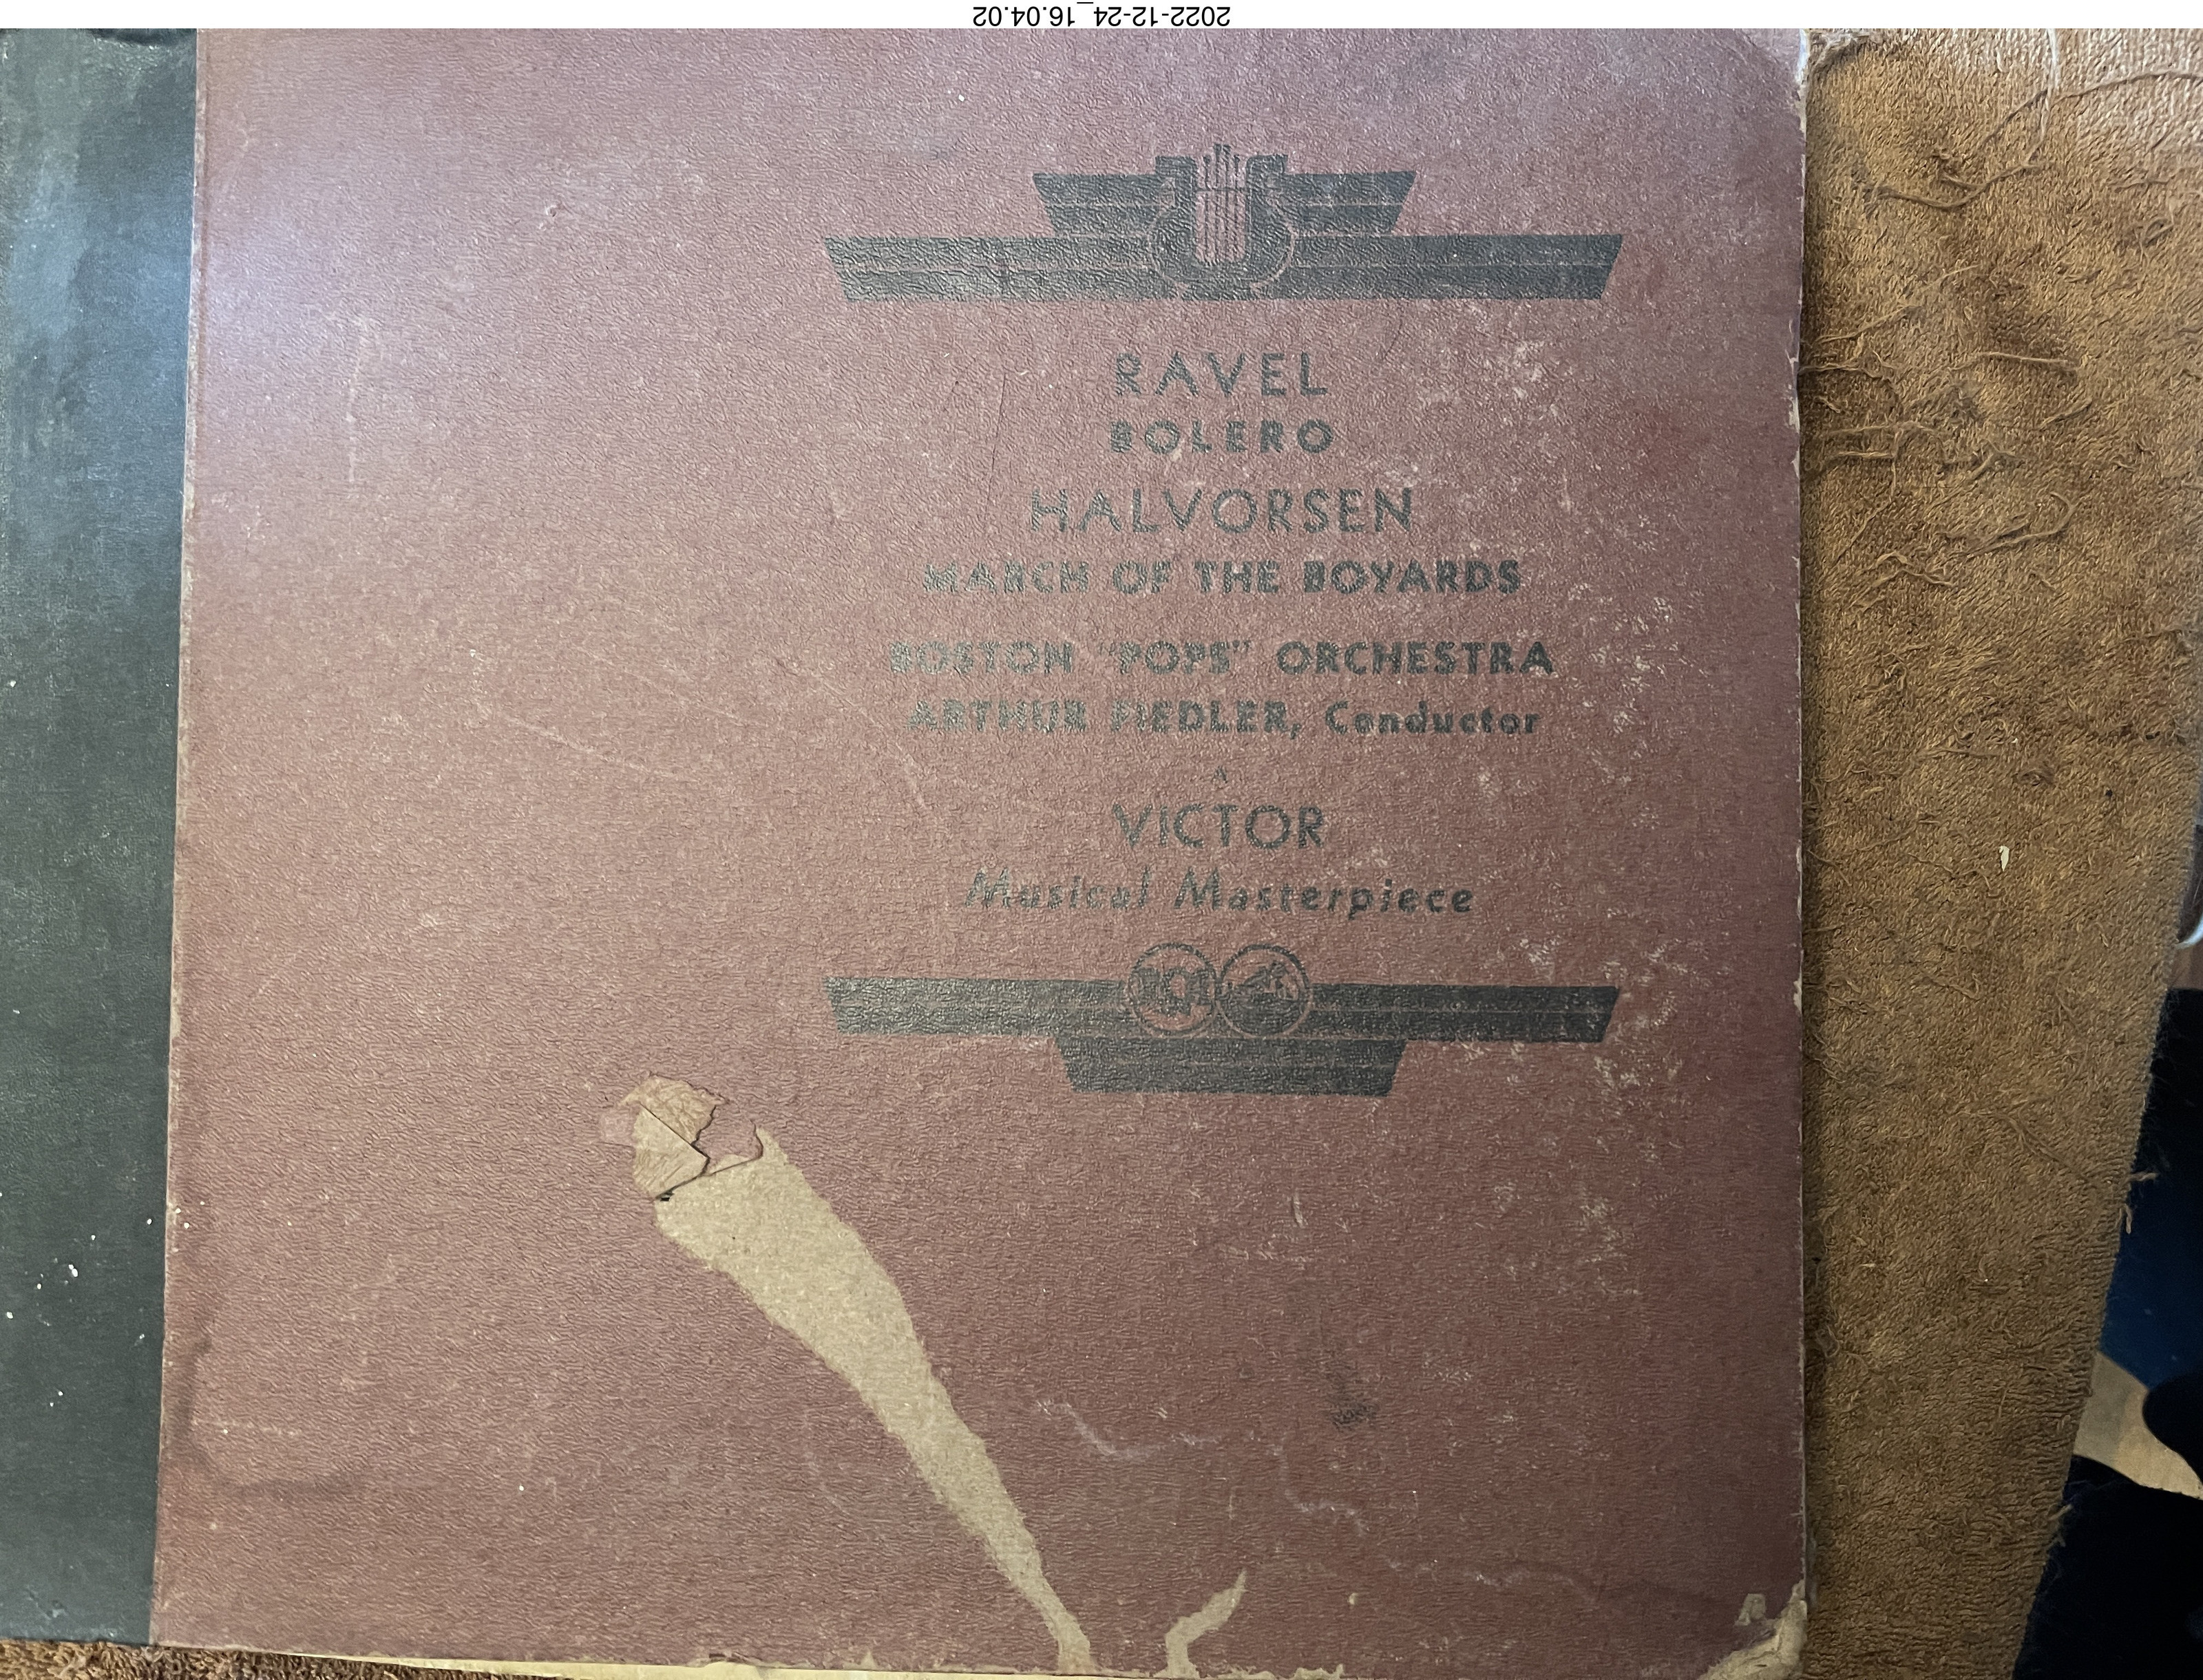 2022-12-24_16.04.02
RAVEL
BOLERO
HALVORSEN
MARCH OF THE BOYARDS
BOSTON "POPS" ORCHESTRA
ARTHUR FIEDLER, Conductor
A
VICTOR
Musical Masterpiece
RCA